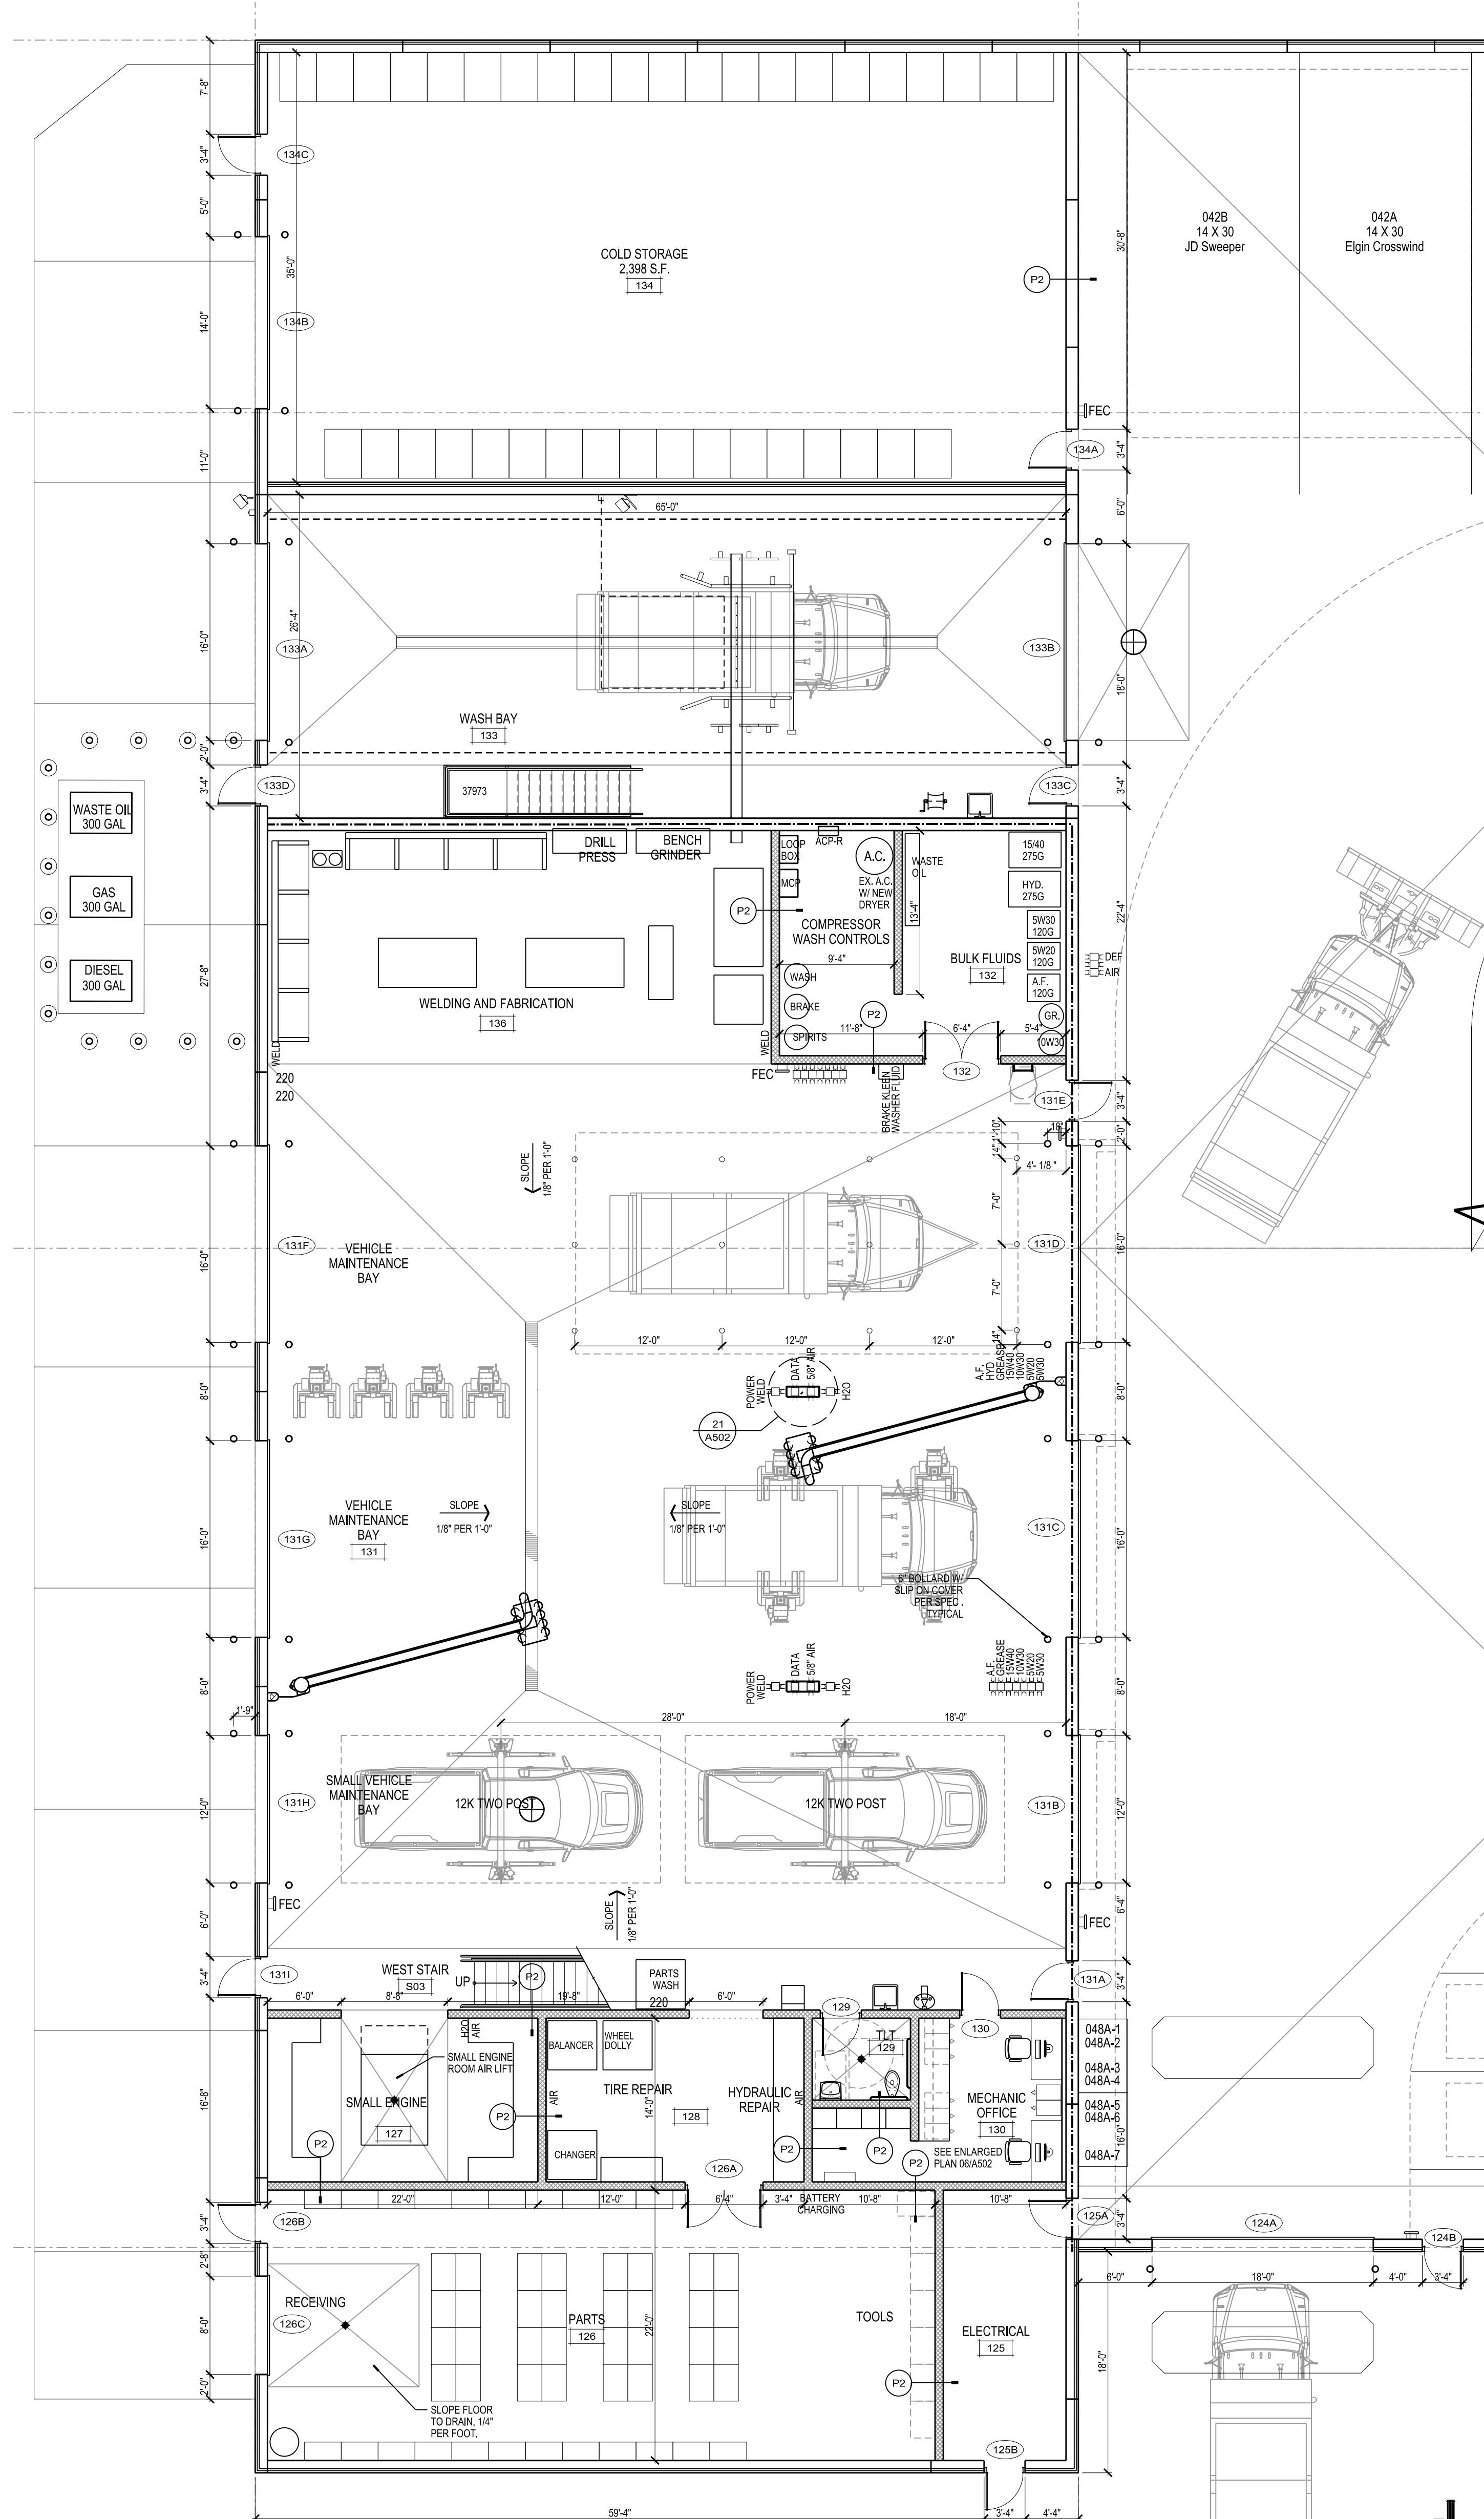 7'-8"
3'-4"
134C
5'-0"
35'-0"
14'-0"
134B
11'-0"
COLD STORAGE
2,398 S.F.
134
P2
30'-8"
042B
14 X 30
JD Sweeper
042A
14 X 30
Elgin Crosswind
FEC
134A
3'-4"
6'-0"
65'-0"
26'-4"
16'-0"
133A
133B
18'-0"
WASH BAY
133
2'-0"
3'-4"
133D
37973
133C
3'-4"
WASTE OIL
300 GAL
GAS
300 GAL
DIESEL
300 GAL
27'-8"
DRILL
PRESS
BENCH
GRINDER
LOOP
BOX
ACP-R
MCP
P2
A.C.
EX. A.C.
W/ NEW
DRYER
WASTE
OIL
13'-4"
COMPRESSOR
WASH CONTROLS
9'-4"
15/40
275G
HYD.
275G
5W30
120G
5W20
120G
A.F.
120G
GR.
10W30
BULK FLUIDS
132
22'-4"
DEF
AIR
WASH
BRAKE
SPIRITS
P2
11'-8"
6'-4"
5'-4"
WELDING AND FABRICATION
136
WELD
WELD
220
220
FEC
BRAKE KLEEN
WASHER FLUID
132
131E
3'-4"
2'-0"
18"
1'-10"
14"
4'- 1/8 "
SLOPE
1/8" PER 1'-0"
7'-0"
7'-0"
14"
131F
16'-0"
VEHICLE
MAINTENANCE
BAY
131D
16'-0"
12'-0"
12'-0"
12'-0"
A.F.
HYD
GREASE
15W40
10W30
5W20
5W30
POWER
WELD
DATA
5/8" AIR
H2O
21
A502
8'-0"
8'-0"
VEHICLE
MAINTENANCE
BAY
131
SLOPE
1/8" PER 1'-0"
SLOPE
1/8" PER 1'-0"
131G
16'-0"
131C
16'-0"
6" BOLLARD W/
SLIP ON COVER
PER SPEC .
TYPICAL
POWER
WELD
DATA
5/8" AIR
H2O
A.F.
GREASE
15W40
10W30
5W20
5W30
8'-0"
8'-0"
1'-9"
28'-0"
18'-0"
SMALL VEHICLE
MAINTENANCE
BAY
131H
12'-0"
12K TWO POST
12K TWO POST
131B
12'-0"
FEC
6'-0"
SLOPE
1/8" PER 1'-0"
FEC
6'-4"
WEST STAIR
S03
UP
P2
PARTS
WASH
220
131I
3'-4"
131A
3'-4"
6'-0"
8'-8"
19'-8"
6'-0"
129
130
H2O
AIR
SMALL ENGINE
ROOM AIR LIFT
SMALL ENGINE
127
P2
16'-8"
BALANCER
WHEEL
DOLLY
TIRE REPAIR
128
14'-0"
AIR
P2
CHANGER
HYDRAULIC
REPAIR
AIR
TLT
129
P2
P2
P2
MECHANIC
OFFICE
130
SEE ENLARGED
PLAN 06/A502
048A-1
048A-2
048A-3
048A-4
048A-5
048A-6
048A-7
16'-0"
126A
22'-0"
12'-0"
6'-4"
3'-4"
BATTERY
CHARGING
10'-8"
10'-8"
126B
3'-4"
2'-8"
125A
3'-4"
124A
124B
6'-0"
18'-0"
4'-0"
3'-4"
RECEIVING
126C
8'-0"
2'-0"
SLOPE FLOOR
TO DRAIN, 1/4"
PER FOOT.
PARTS
126
22'-0"
TOOLS
P2
ELECTRICAL
125
18'-0"
125B
59'-4"
3'-4"
4'-4"